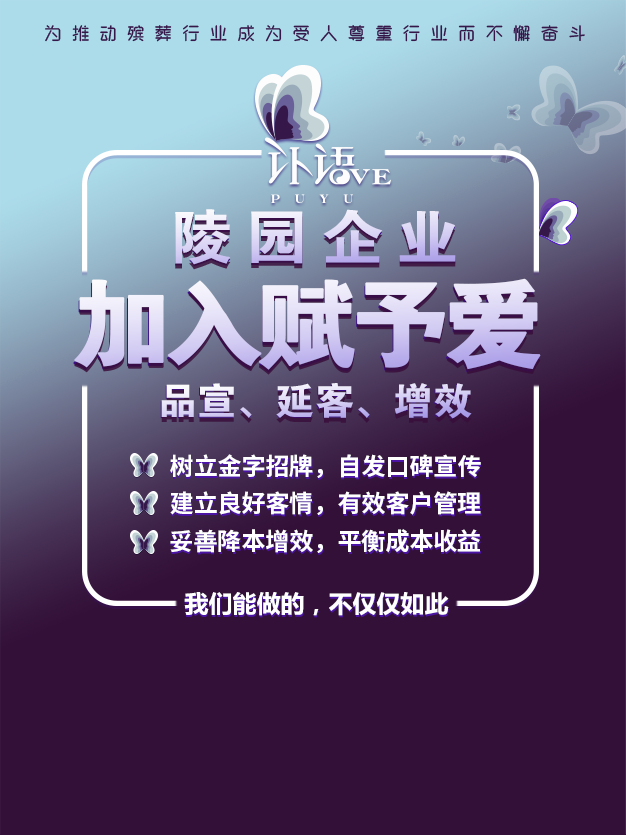 为推动殡葬行业成为受人尊重行业而不懈奋斗
讣语OVE
PUYU
陵园企业
加入赋予爱
品宣、延客、增效
树立金字招牌，自发口碑宣传
建立良好客情，有效客户管理
妥善降本增效，平衡成本收益
我们能做的，不仅仅如此